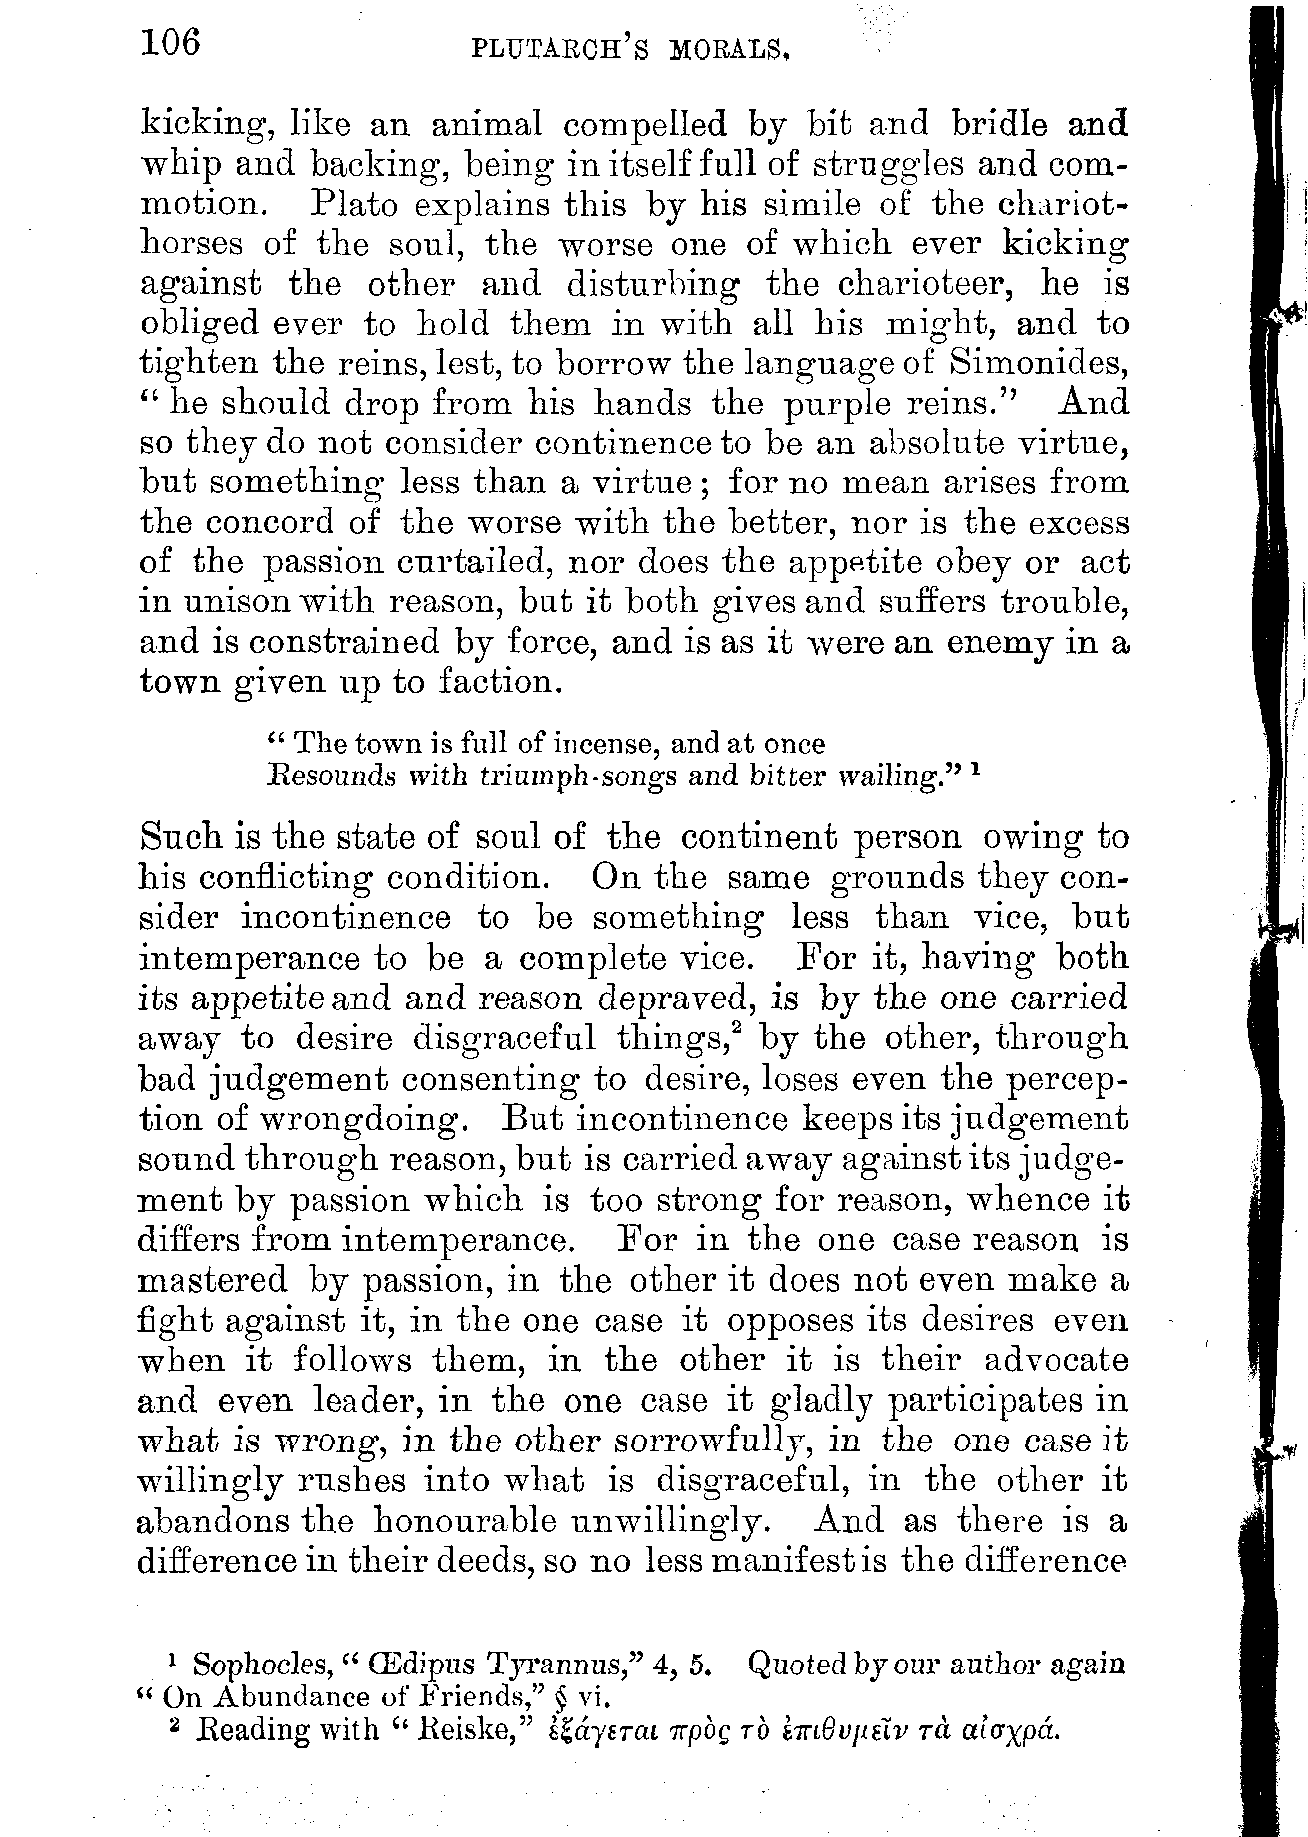 106 PLUTARCH'S MORALS.
kicking, like an animal compelled by bit and bridle and
whip and backing, being in itself full of struggles and com-
motion. Plato explains this by his simile of the chariot-
horses of the soul, the worse one of which ever kicking
against the other and disturbing the charioteer, he is
obliged ever to hold them in with all his might, and to
tighten the reins, lest, to borrow the language of Simonides,
“he should drop from his hands the purple reins.” And
so they do not consider continence to be an absolute virtue,
but something less than a virtue; for no mean arises from
the concord of the worse with the better, nor is the excess
of the passion curtailed, nor does the appetite obey or act
in unison with reason, but it both gives and suffers trouble,
and is constrained by force, and is as it were an enemy in a
town given up to faction.
“The town is full of incense, and at once
Resounds with triumph-songs and bitter wailing.” ¹
Such is the state of soul of the continent person owing to
his conflicting condition. On the same grounds they con-
sider incontinence to be something less than vice, but
intemperance to be a complete vice. For it, having both
its appetite and and reason depraved, is by the one carried
away to desire disgraceful things,² by the other, through
bad judgement consenting to desire, loses even the percep-
tion of wrongdoing. But incontinence keeps its judgement
sound through reason, but is carried away against its judge-
ment by passion which is too strong for reason, whence it
differs from intemperance. For in the one case reason is
mastered by passion, in the other it does not even make a
fight against it, in the one case it opposes its desires even
when it follows them, in the other it is their advocate
and even leader, in the one case it gladly participates in
what is wrong, in the other sorrowfully, in the one case it
willingly rushes into what is disgraceful, in the other it
abandons the honourable unwillingly. And as there is a
difference in their deeds, so no less manifest is the difference
¹ Sophocles, “Œdipus Tyrannus,” 4, 5. Quoted by our author again
“On Abundance of Friends,” § vi.
² Reading with “Reiske,” ἐξάγεται πρὸς τὸ ἐπιθυμεῖν τὰ αἰσχρά.